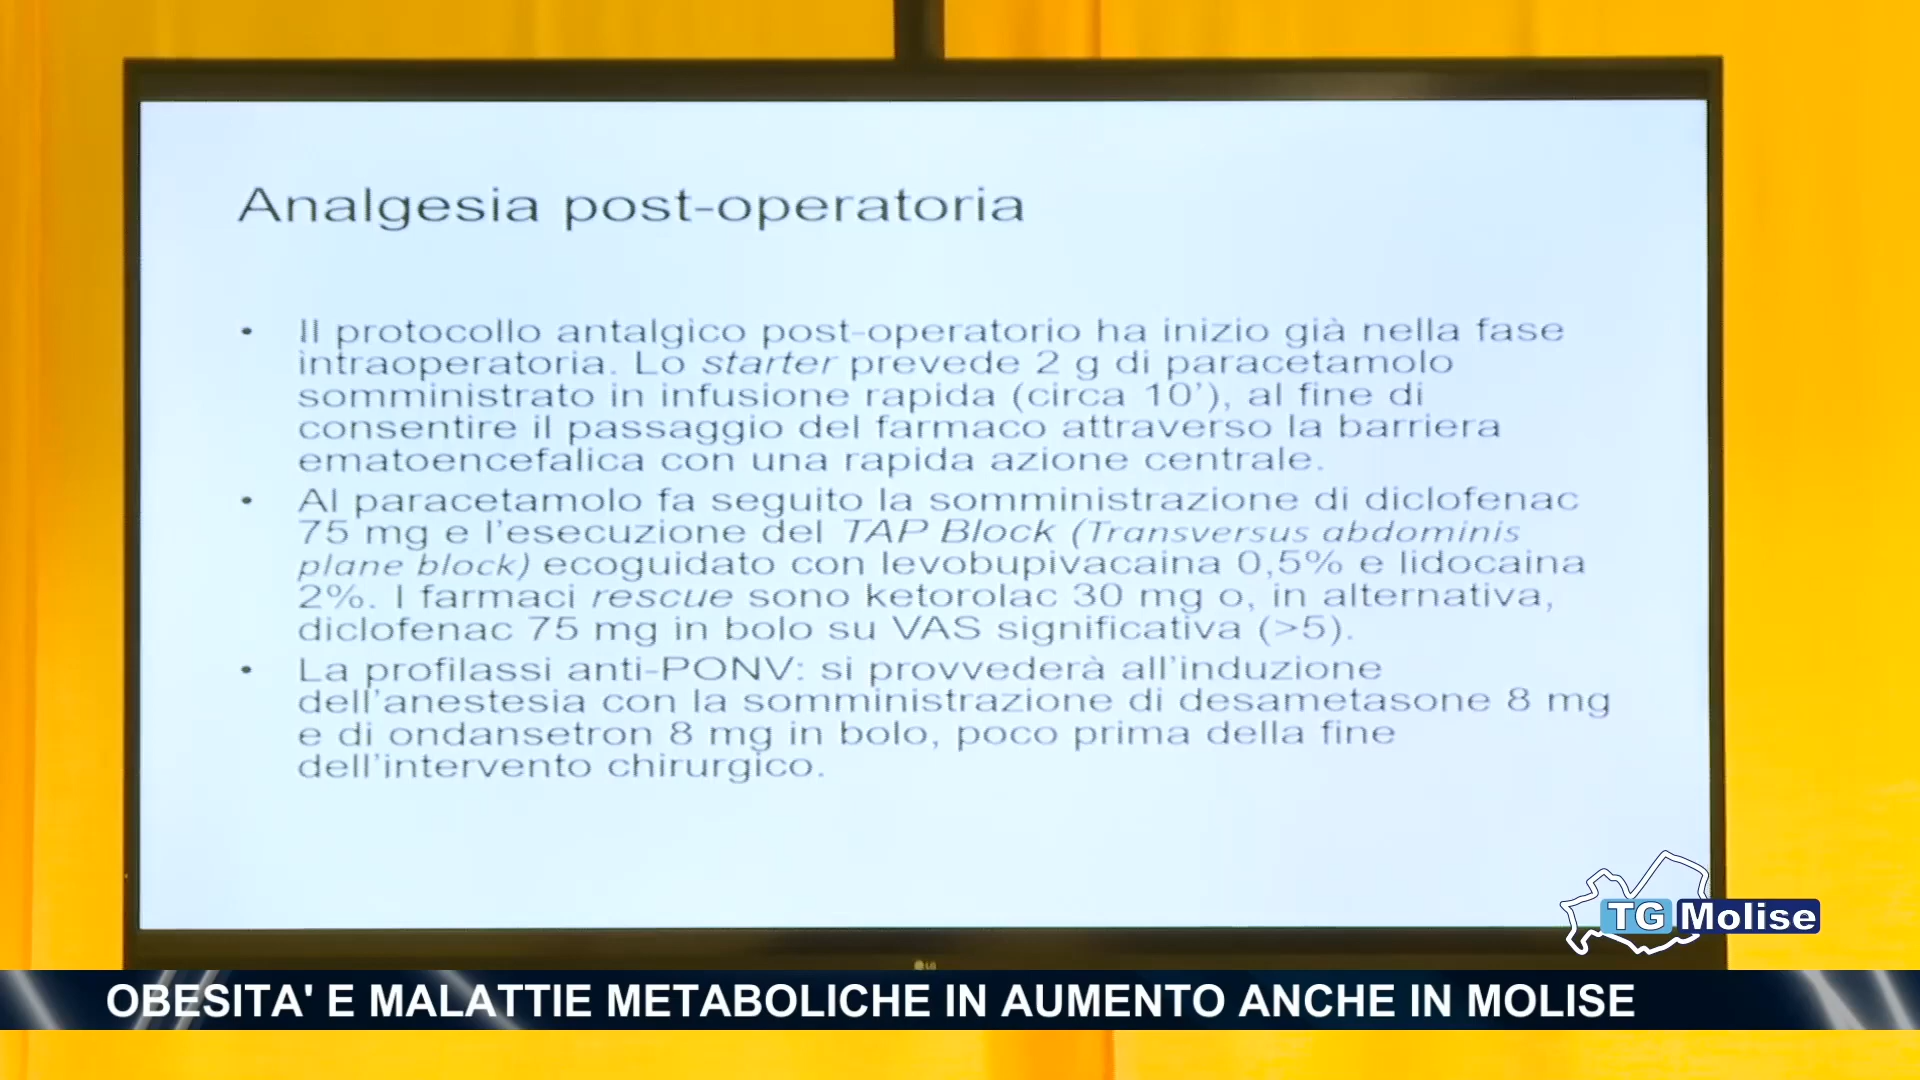 Analgesia post-operatoria
• Il protocollo antalgico post-operatorio ha inizio già nella fase
intraoperatoria. Lo starter prevede 2 g di paracetamolo
somministrato in infusione rapida (circa 10’), al fine di
consentire il passaggio del farmaco attraverso la barriera
ematoencefalica con una rapida azione centrale.
• Al paracetamolo fa seguito la somministrazione di diclofenac
75 mg e l’esecuzione del TAP Block (Transversus abdominis
plane block) ecoguidato con levobupivacaina 0,5% e lidocaina
2%. I farmaci rescue sono ketorolac 30 mg o, in alternativa,
diclofenac 75 mg in bolo su VAS significativa (>5).
• La profilassi anti-PONV: si provvederà all’induzione
dell’anestesia con la somministrazione di desametasone 8 mg
e di ondansetron 8 mg in bolo, poco prima della fine
dell’intervento chirurgico.
TG Molise
LG
OBESITA' E MALATTIE METABOLICHE IN AUMENTO ANCHE IN MOLISE